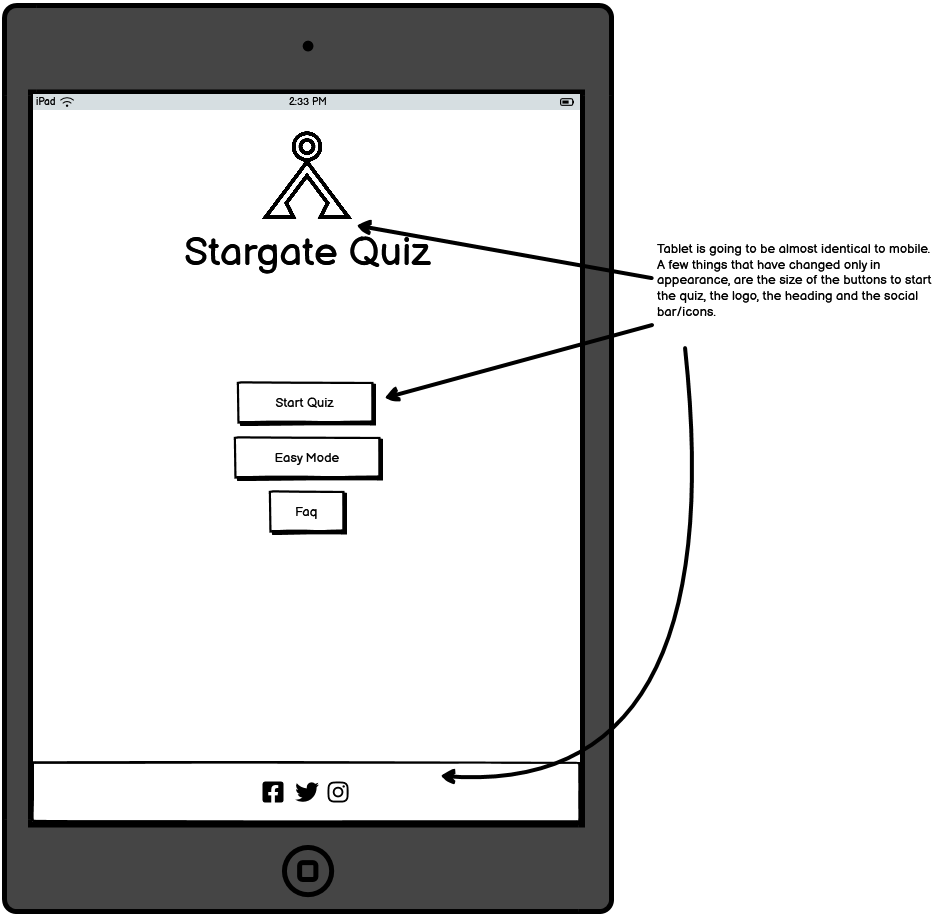 iPad
2:33 PM
Stargate Quiz
Tablet is going to be almost identical to mobile.
A few things that have changed only in
appearance, are the size of the buttons to start
the quiz, the logo, the heading and the social
bar/icons.
Start Quiz
Easy Mode
Faq